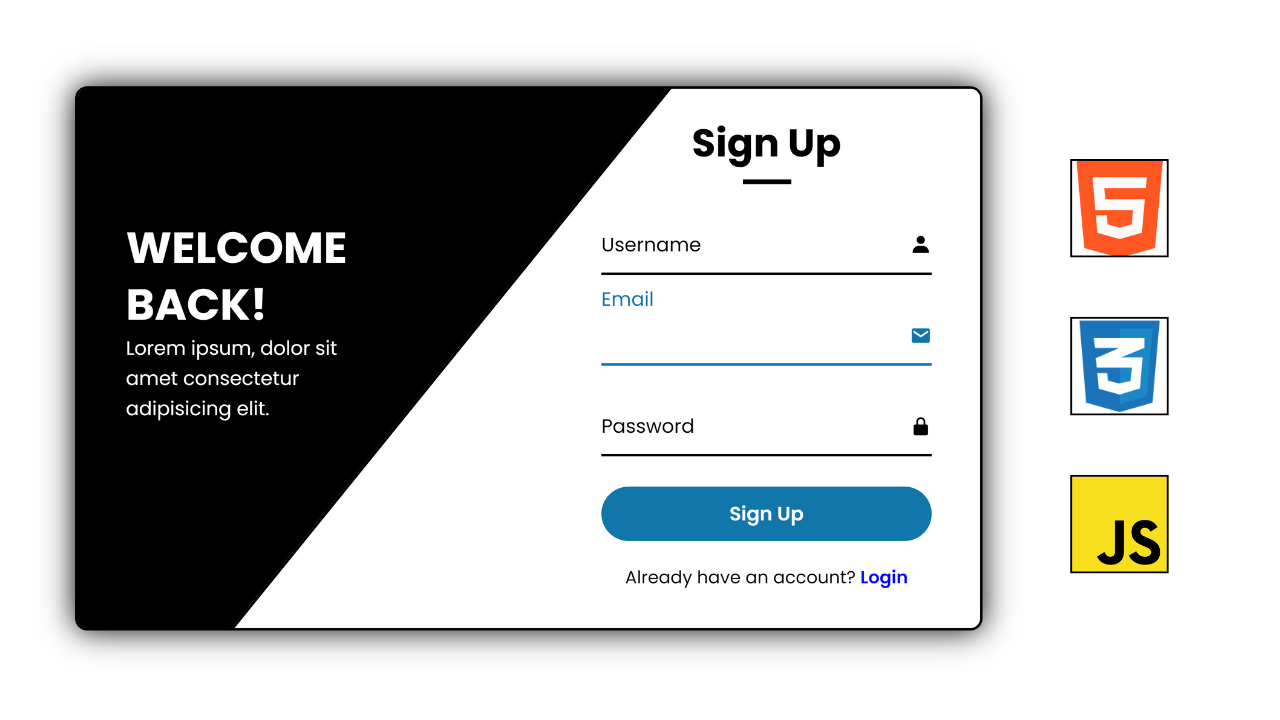 WELCOME
BACK!
Lorem ipsum, dolor sit
amet consectetur
adipisicing elit.
Sign Up
Username
Email
Password
Sign Up
Already have an account? Login
5
3
JS